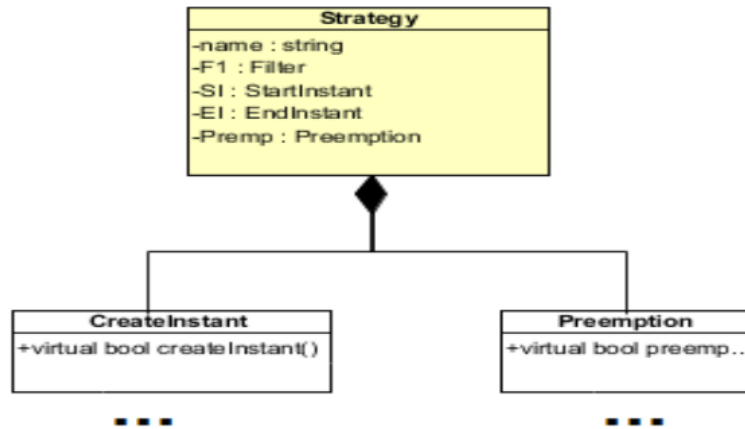 Strategy
-name : string
-F1 : Filter
-SI : StartInstant
-EI : EndInstant
-Premp : Preemption
CreateInstant
+virtual bool createInstant()
Preemption
+virtual bool preemp...
...
...